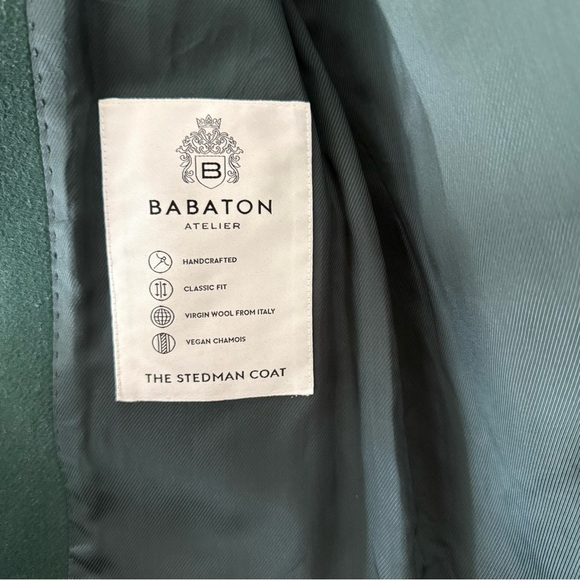 B
BABATON
ATELIER
HANDCRAFTED
CLASSIC FIT
VIRGIN WOOL FROM ITALY
VEGAN CHAMOIS
THE STEDMAN COAT